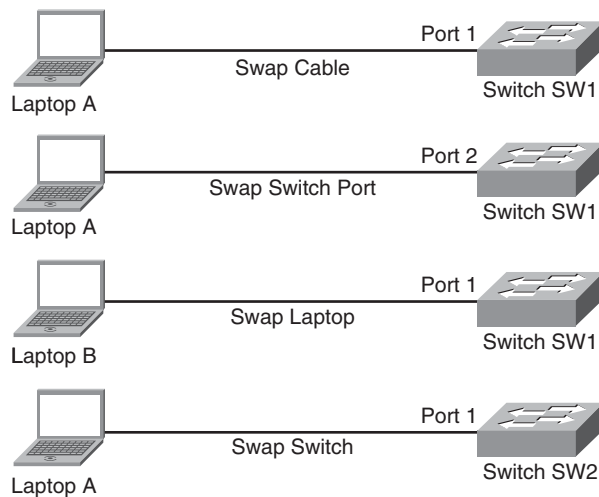 Port 1
Swap Cable
Laptop A
Switch SW1
Port 2
Swap Switch Port
Laptop A
Switch SW1
Port 1
Swap Laptop
Laptop B
Switch SW1
Port 1
Swap Switch
Laptop A
Switch SW2